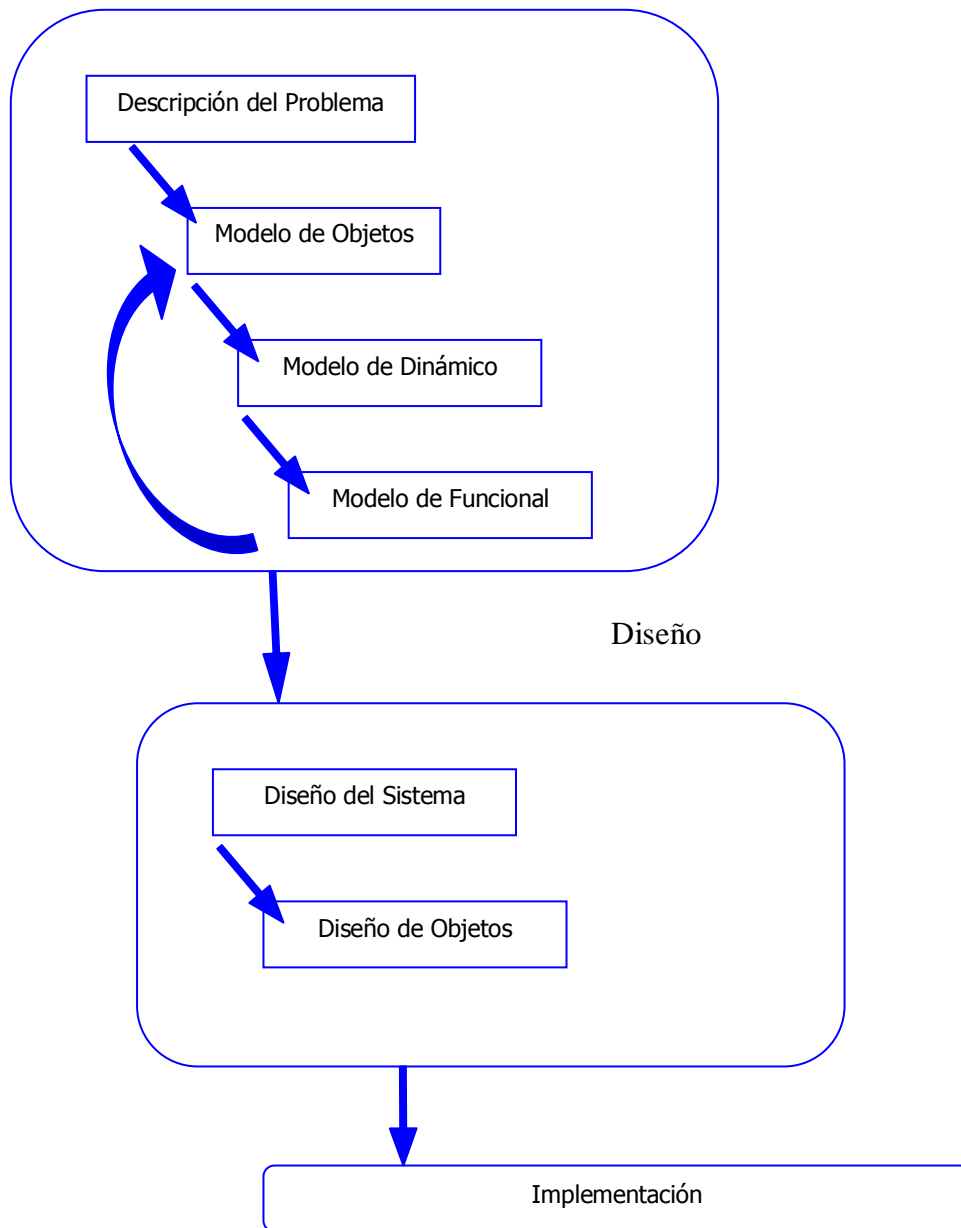 Descripción del Problema
Modelo de Objetos
Modelo de Dinámico
Modelo de Funcional
Diseño
Diseño del Sistema
Diseño de Objetos
Implementación